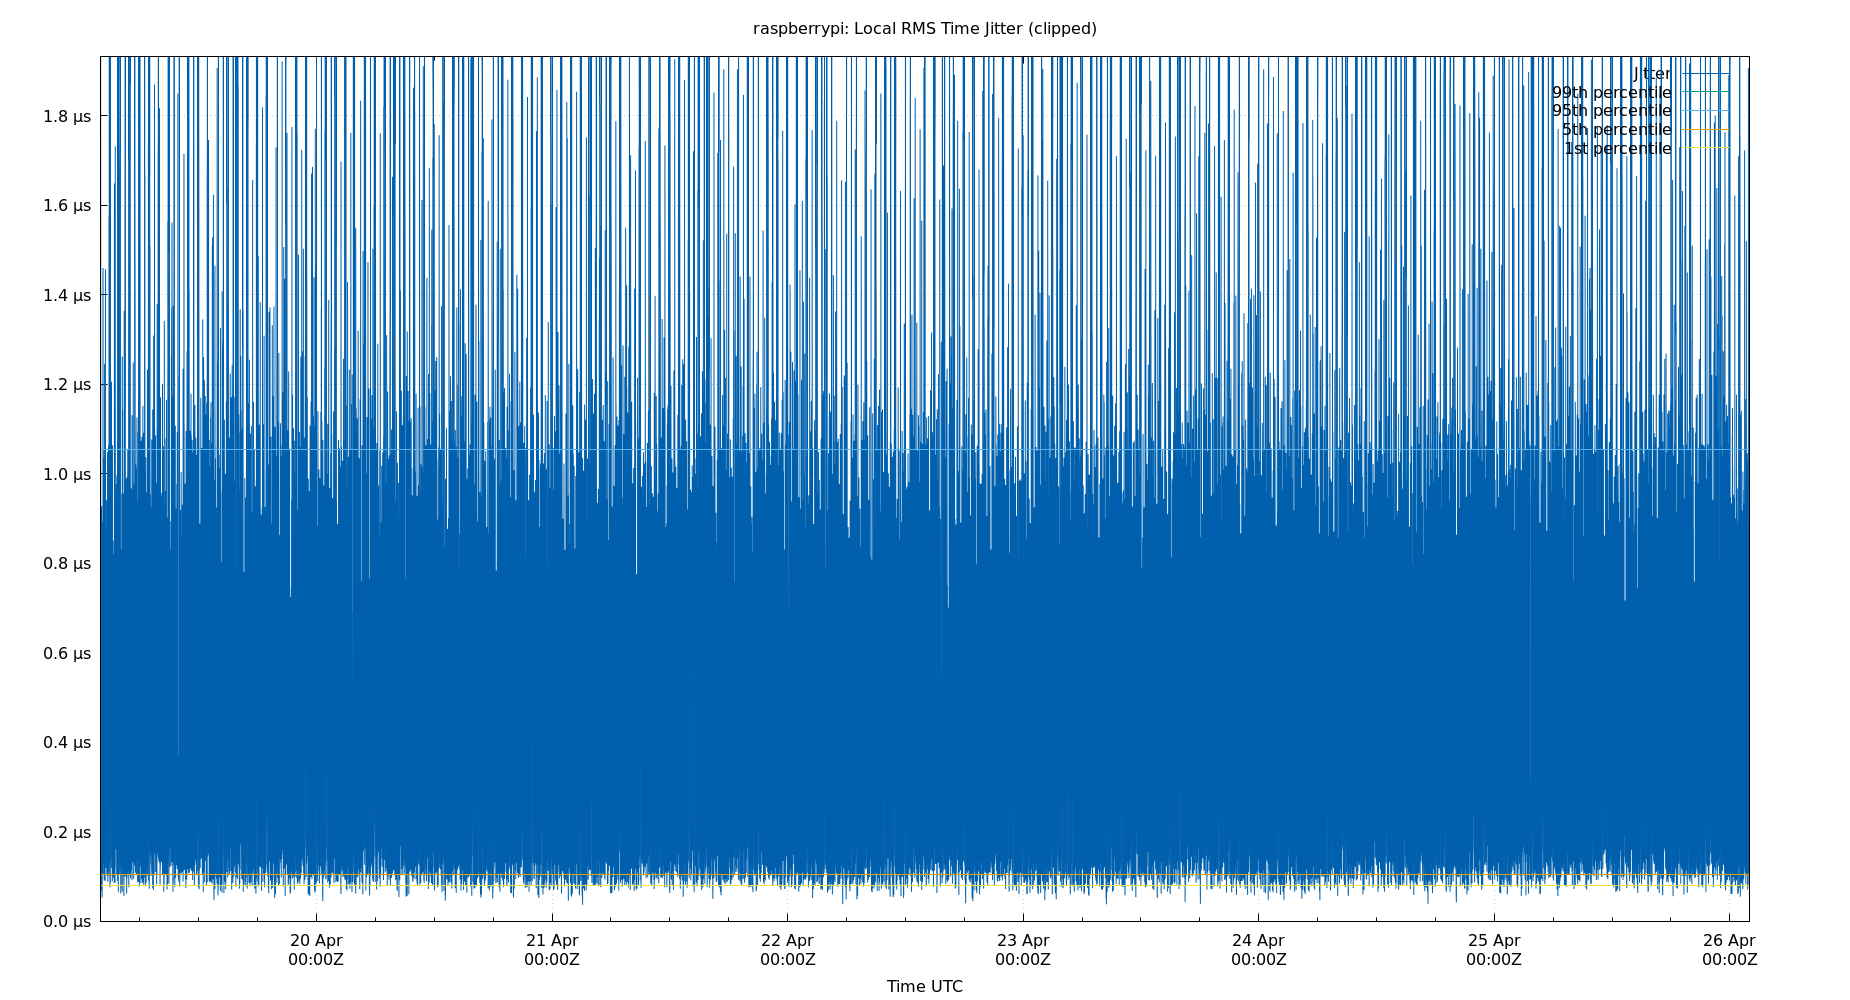 raspberrypi: Local RMS Time Jitter (clipped)
Jitter
99th percentile
95th percentile
5th percentile
1st percentile
1.8 μs
1.6 μs
1.4 μs
1.2 μs
1.0 μs
0.8 μs
0.6 μs
0.4 μs
0.2 μs
0.0 μs
20 Apr 21 Apr 22 Apr 23 Apr 24 Apr 25 Apr 26 Apr
00:00Z 00:00Z 00:00Z 00:00Z 00:00Z 00:00Z 00:00Z
Time UTC